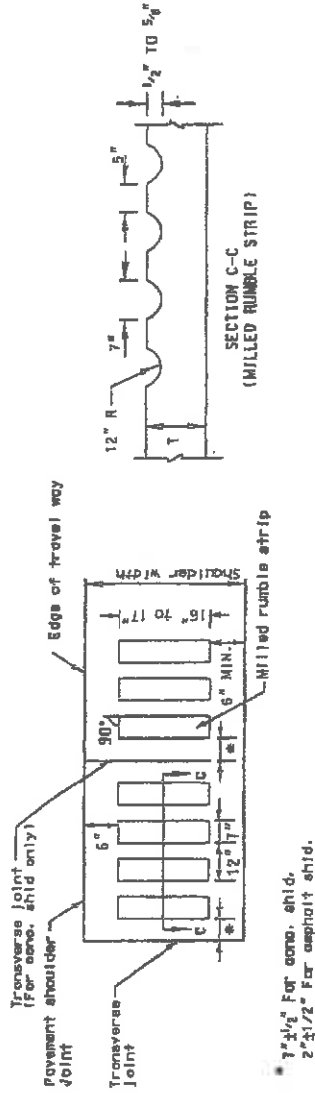 Transverse joint
(For conc. shld only)
Pavement shoulder
joint
Transverse
joint
Edge of travel way
90°
6"
C
C
*
12"
7"
*
6" MIN.
16" TO 17"
Shoulder width
Milled rumble strip
* 7"±1/2" For conc. shld.
2"±1/2" For asphalt shld.
12" R
7"
5"
1/2" TO 5/8"
T
SECTION C-C
(MILLED RUMBLE STRIP)